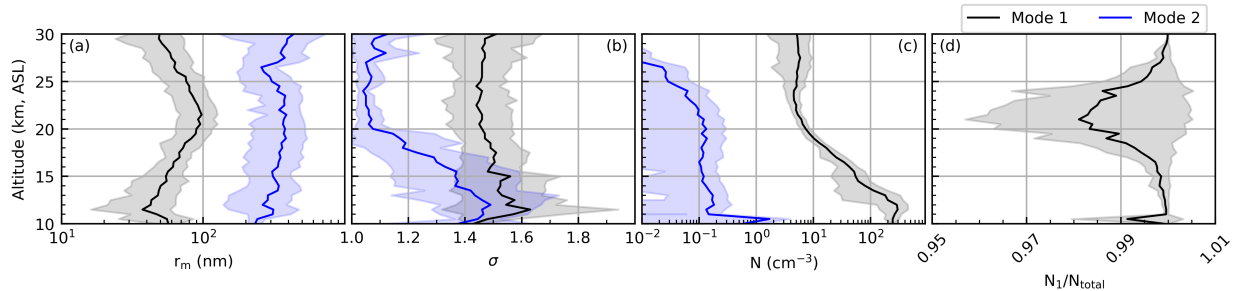 Mode 1 Mode 2
(a) (b) (c) (d)
Altitude (km, ASL)
30
25
20
15
10
10¹ 10² 1.0 1.2 1.4 1.6 1.8 10⁻² 10⁻¹ 10⁰ 10¹ 10² 0.95 0.97 0.99 1.01
rₘ (nm) σ N (cm⁻³) N₁/N_total